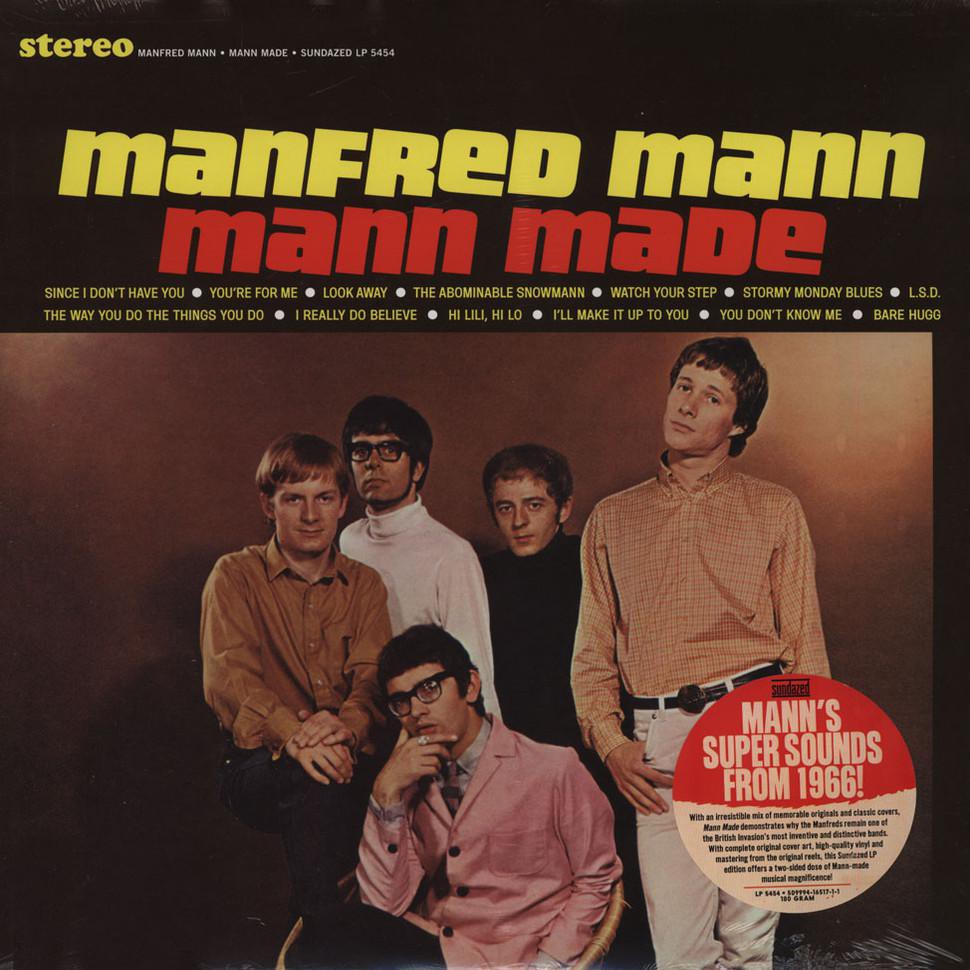 stereo MANFRED MANN • MANN MADE • SUNDAZED LP 5454
manFRED mann
mann maDe
SINCE I DON'T HAVE YOU ● YOU'RE FOR ME ● LOOK AWAY ● THE ABOMINABLE SNOWMANN ● WATCH YOUR STEP ● STORMY MONDAY BLUES ● L.S.D.
THE WAY YOU DO THE THINGS YOU DO ● I REALLY DO BELIEVE ● HI LILI, HI LO ● I'LL MAKE IT UP TO YOU ● YOU DON'T KNOW ME ● BARE HUGG
sundazed
MANN'S
SUPER SOUNDS
FROM 1966!
With an irresistible mix of memorable originals and classic covers,
Mann Made demonstrates why the Manfreds remain one of
the British Invasion's most inventive and distinctive bands.
With complete original cover art, high-quality vinyl and
mastering from the original reels, this Sundazed LP
edition offers a two-sided dose of Mann-made
musical magnificence!
LP 5454 • 5D9994-16517-1-1
180 GRAM